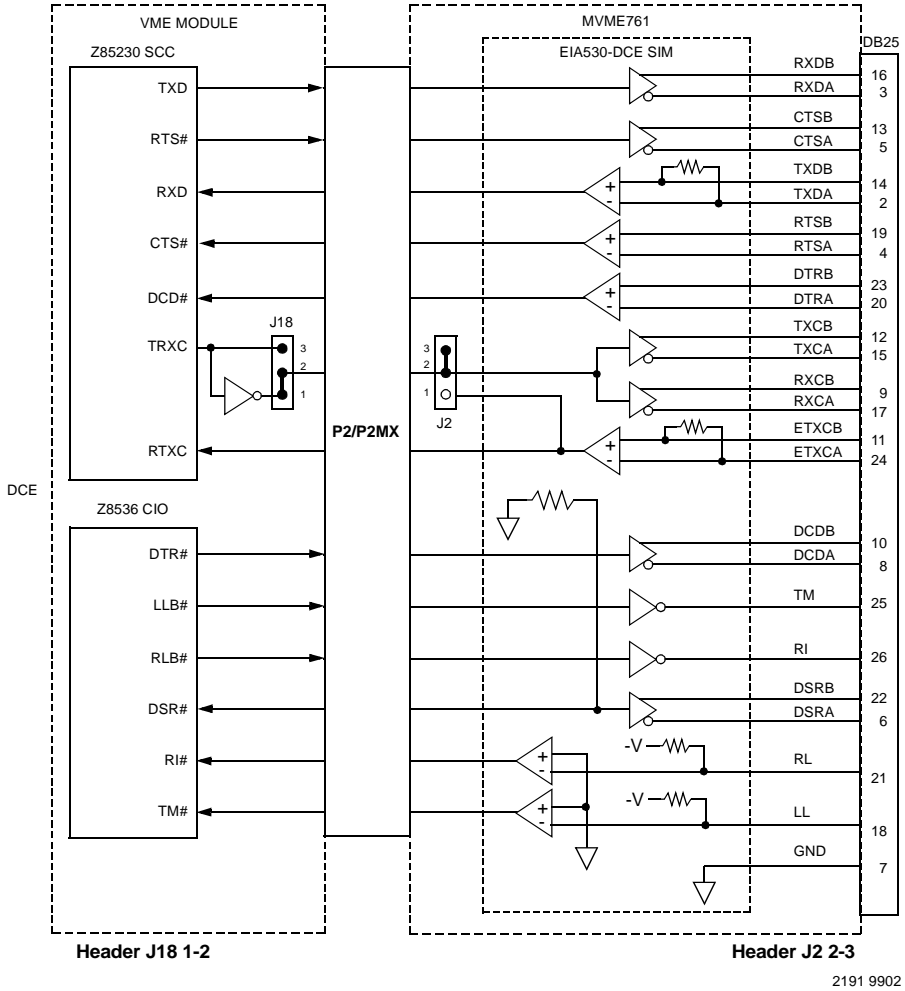 VME MODULE
MVME761
Z85230 SCC
EIA530-DCE SIM
DB25
TXD
RXDB
16
RXDA
3
RTS#
CTSB
13
CTSA
5
RXD
+
-
TXDB
14
TXDA
2
CTS#
+
-
RTSB
19
RTSA
4
DCD#
+
-
DTRB
23
DTRA
20
TRXC
J18
3
2
1
3
2
1
J2
TXCB
12
TXCA
15
RXCB
9
RXCA
17
P2/P2MX
RTXC
+
-
ETXCB
11
ETXCA
24
DCE
Z8536 CIO
DTR#
DCDB
10
DCDA
8
LLB#
TM
25
RLB#
RI
26
DSR#
DSRB
22
DSRA
6
RI#
+
-
-V
RL
21
TM#
+
-
-V
LL
18
GND
7
Header J18 1-2
Header J2 2-3
2191 9902